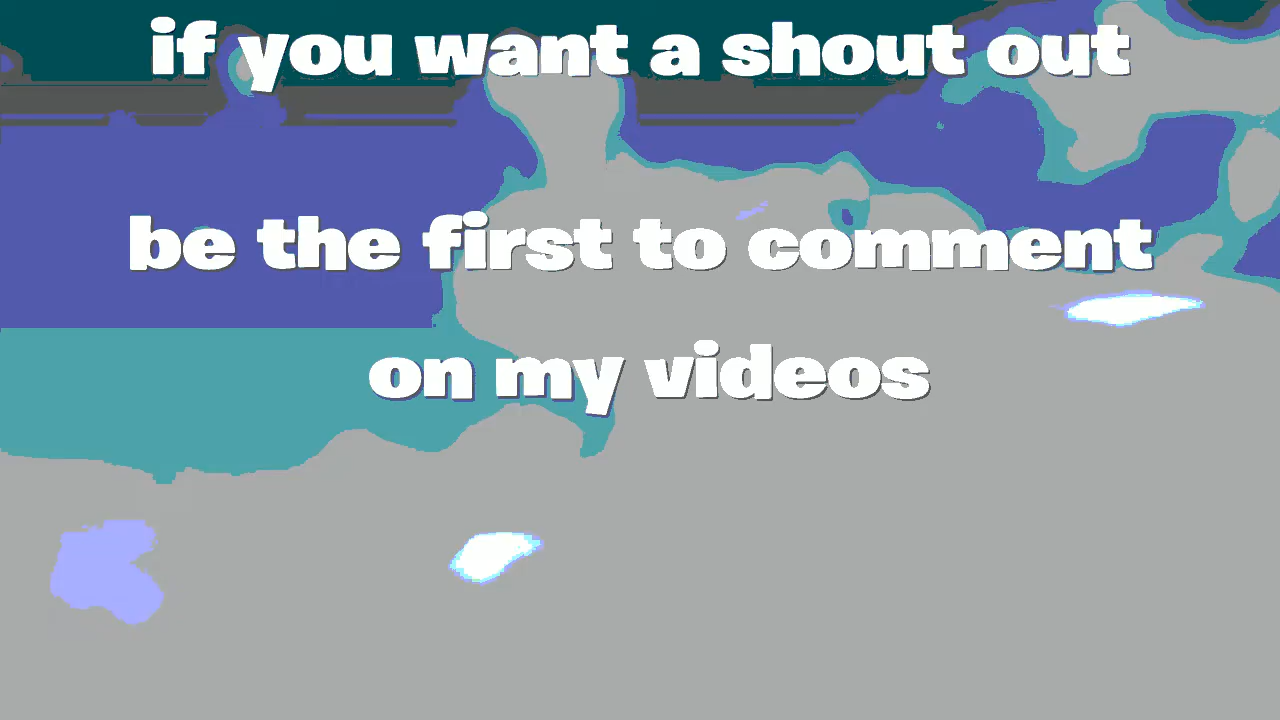 if you want a shout out
be the first to comment
on my videos